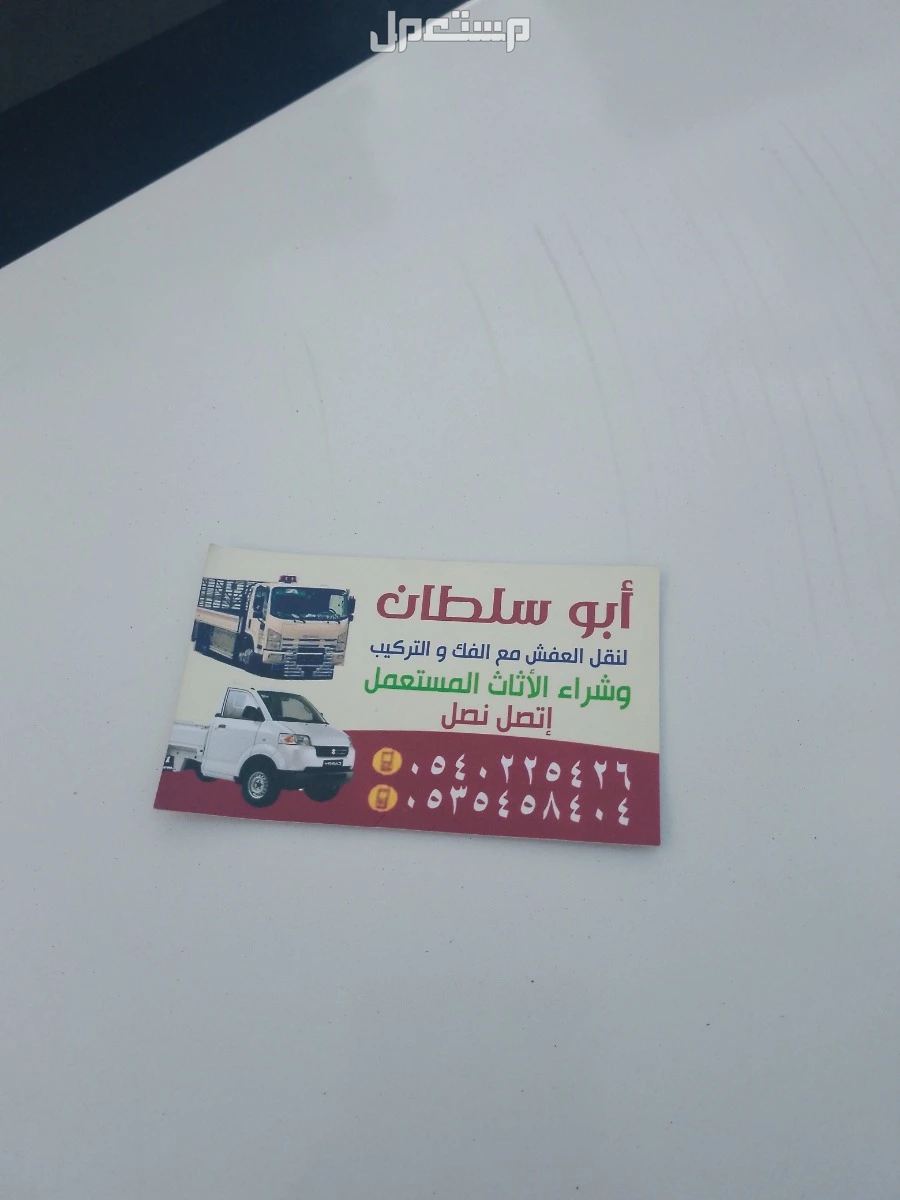 مستعمل
أبو سلطان
لنقل العفش مع الفك و التركيب
وشراء الأثاث المستعمل
إتصل نصل
٠٥٤٠٢٢٥٤٢٦
٠٥٣٥٤٥٨٤٠٤